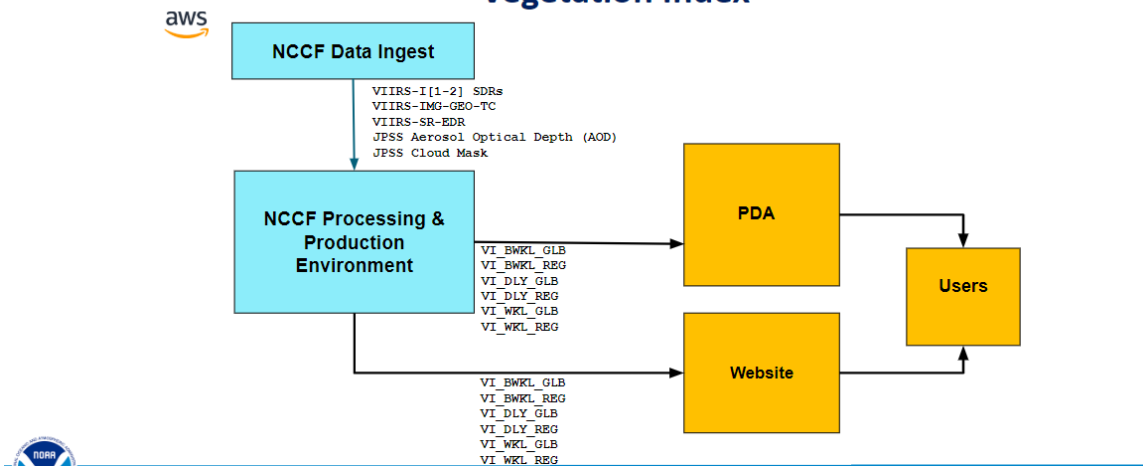 Vegetation Index
aws
NCCF Data Ingest
VIIRS-I[1-2] SDRs
VIIRS-IMG-GEO-TC
VIIRS-SR-EDR
JPSS Aerosol Optical Depth (AOD)
JPSS Cloud Mask
NCCF Processing &
Production
Environment
PDA
VI_BWKL_GLB
VI_BWKL_REG
VI_DLY_GLB
VI_DLY_REG
VI_WKL_GLB
VI_WKL_REG
Users
Website
VI_BWKL_GLB
VI_BWKL_REG
VI_DLY_GLB
VI_DLY_REG
VI_WKL_GLB
VI_WKL_REG
NOAA